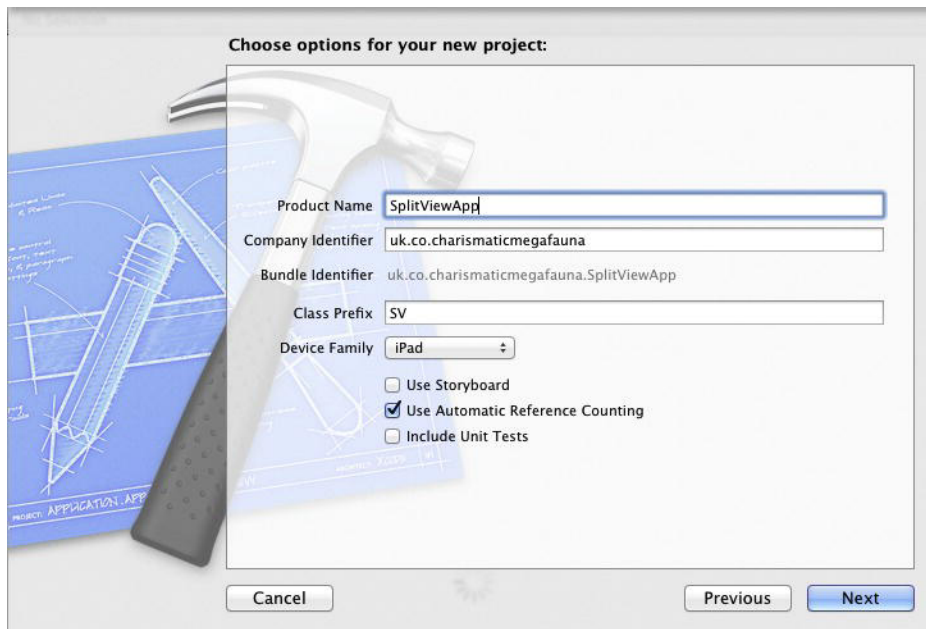 Choose options for your new project:
Product Name SplitViewApp
Company Identifier uk.co.charismaticmegafauna
Bundle Identifier uk.co.charismaticmegafauna.SplitViewApp
Class Prefix SV
Device Family iPad
Use Storyboard
Use Automatic Reference Counting
Include Unit Tests
PROJECT: APPLICATION.APP
Cancel Previous Next